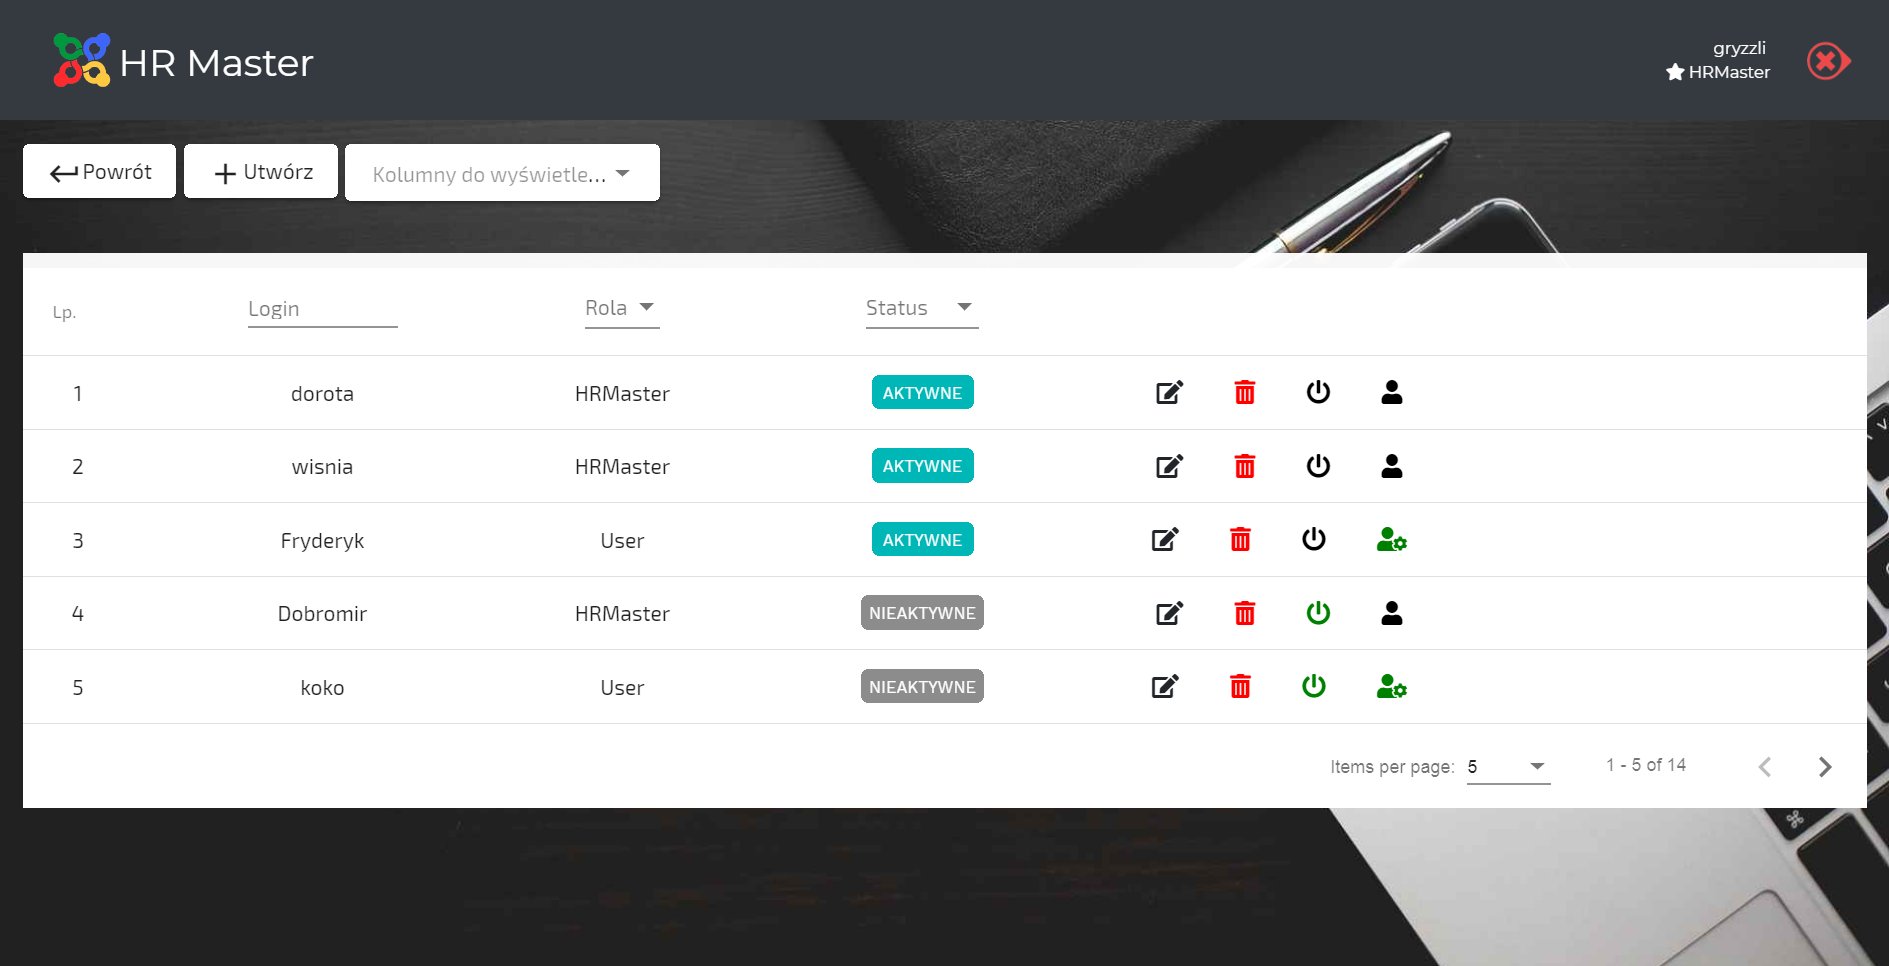 HR Master
gryzzli
HRMaster
Powrót
Utwórz
Kolumny do wyświetle...
Lp. Login Rola Status
1 dorota HRMaster AKTYWNE
2 wisnia HRMaster AKTYWNE
3 Fryderyk User AKTYWNE
4 Dobromir HRMaster NIEAKTYWNE
5 koko User NIEAKTYWNE
Items per page: 5 1 - 5 of 14